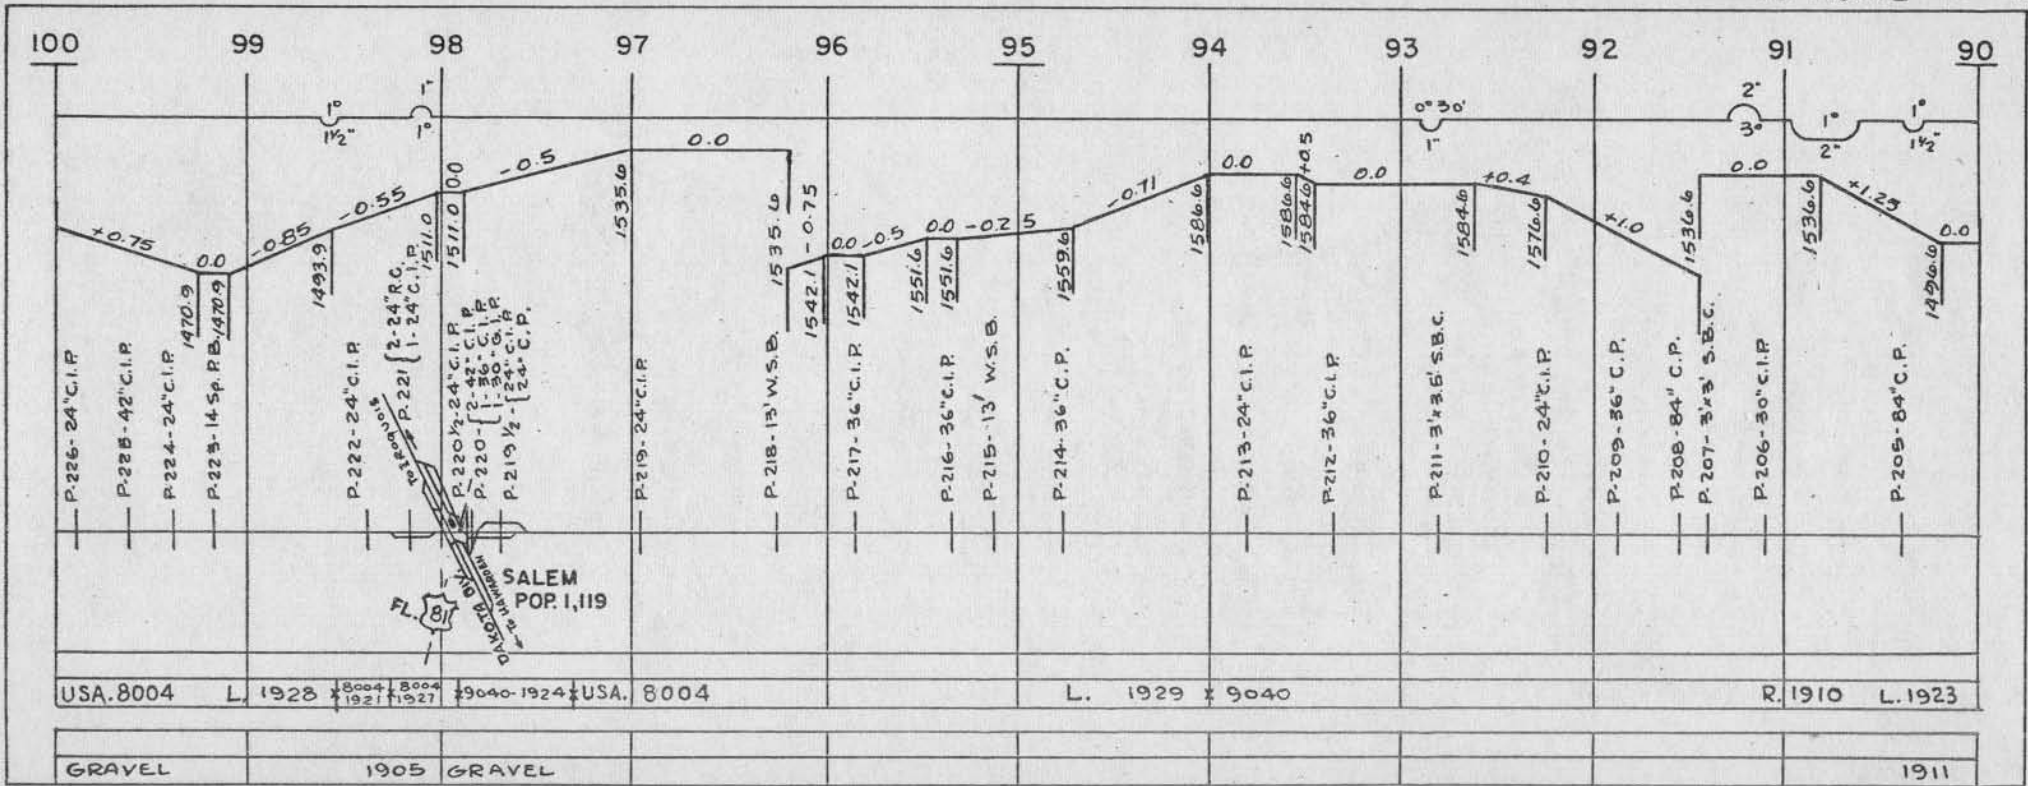 100 99 98 97 96 95 94 93 92 91 90
1° 1" 0°30' 2" 1° 1°
1½" 1° 1" 3° 2" 1½"
+0.75 0.0 -0.85 -0.55 0.0 -0.5 0.0 -0.75 0.0 -0.5 0.0 -0.25 -0.71 0.0 +0.5 0.0 +0.4 +1.0 0.0 +1.25 0.0
1470.9 1470.9 1493.9 1511.0 1511.0 1535.6 1535.6 1542.1 1542.1 1551.6 1551.6 1559.6 1586.6 1586.6 1584.6 1584.6 1576.6 1536.6 1536.6 1496.6
P.226-24"C.I.P.
P.225-42"C.I.P.
P.224-24"C.I.P.
P.223-14 Sp. P.B.
P.222-24"C.I.P.
P.221 { 2-24"R.C.
1-24"C.I.P.
P.220½-24"C.I.P.
P.220- { 2-42"C.I.P.
1-36"C.I.P.
1-30"C.I.P.
P.219½- [ 24"C.I.P.
24"C.P.
P.219-24"C.I.P.
P.218-13' W.S.B.
P.217-36"C.I.P.
P.216-36"C.I.P.
P.215-13' W.S.B.
P.214-36"C.P.
P.213-24"C.I.P.
P.212-36"C.I.P.
P.211-3'x3.5' S.B.C.
P.210-24"C.I.P.
P.209-36"C.P.
P.208-84"C.P.
P.207-3'x3' S.B.C.
P.206-30"C.I.P.
P.205-84"C.P.
To IROQUOIS
DAKOTA DIV.
To HAWARDEN
SALEM
POP. 1,119
FL. 81
USA.8004 L. 1928 8004 1921 8004 1927 9040-1924 USA. 8004 L. 1929 9040 R.1910 L.1923
GRAVEL 1905 GRAVEL 1911